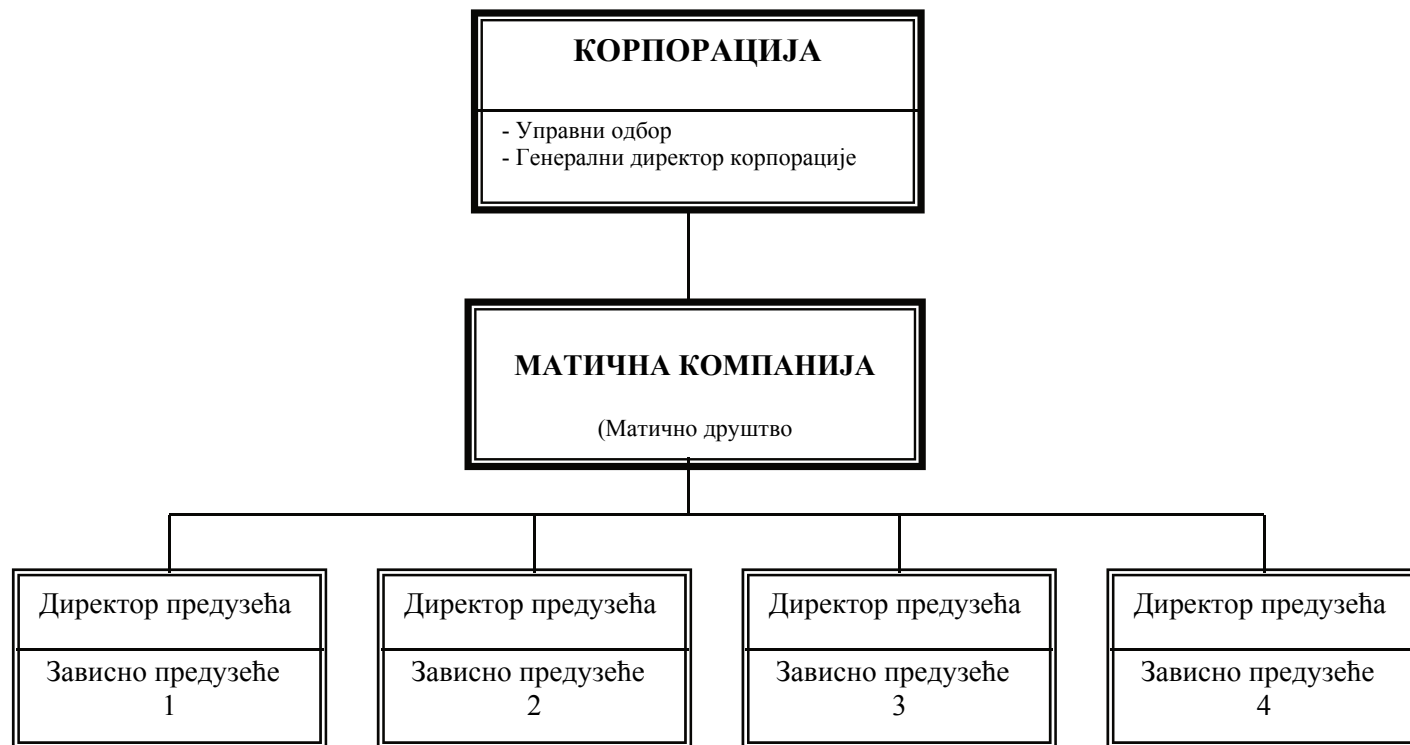 КОРПОРАЦИЈА
- Управни одбор
- Генерални директор корпорације
МАТИЧНА КОМПАНИЈА
(Матично друштво
Директор предузећа
Зависно предузеће
1
Директор предузећа
Зависно предузеће
2
Директор предузећа
Зависно предузеће
3
Директор предузећа
Зависно предузеће
4